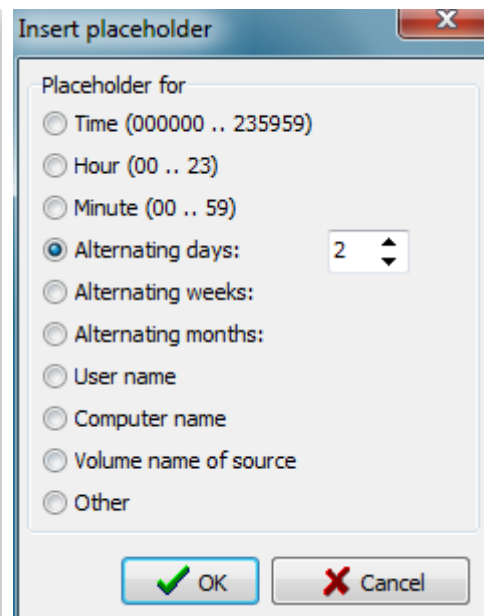 Insert placeholder
Placeholder for
Time (000000 .. 235959)
Hour (00 .. 23)
Minute (00 .. 59)
Alternating days: 2
Alternating weeks:
Alternating months:
User name
Computer name
Volume name of source
Other
OK Cancel